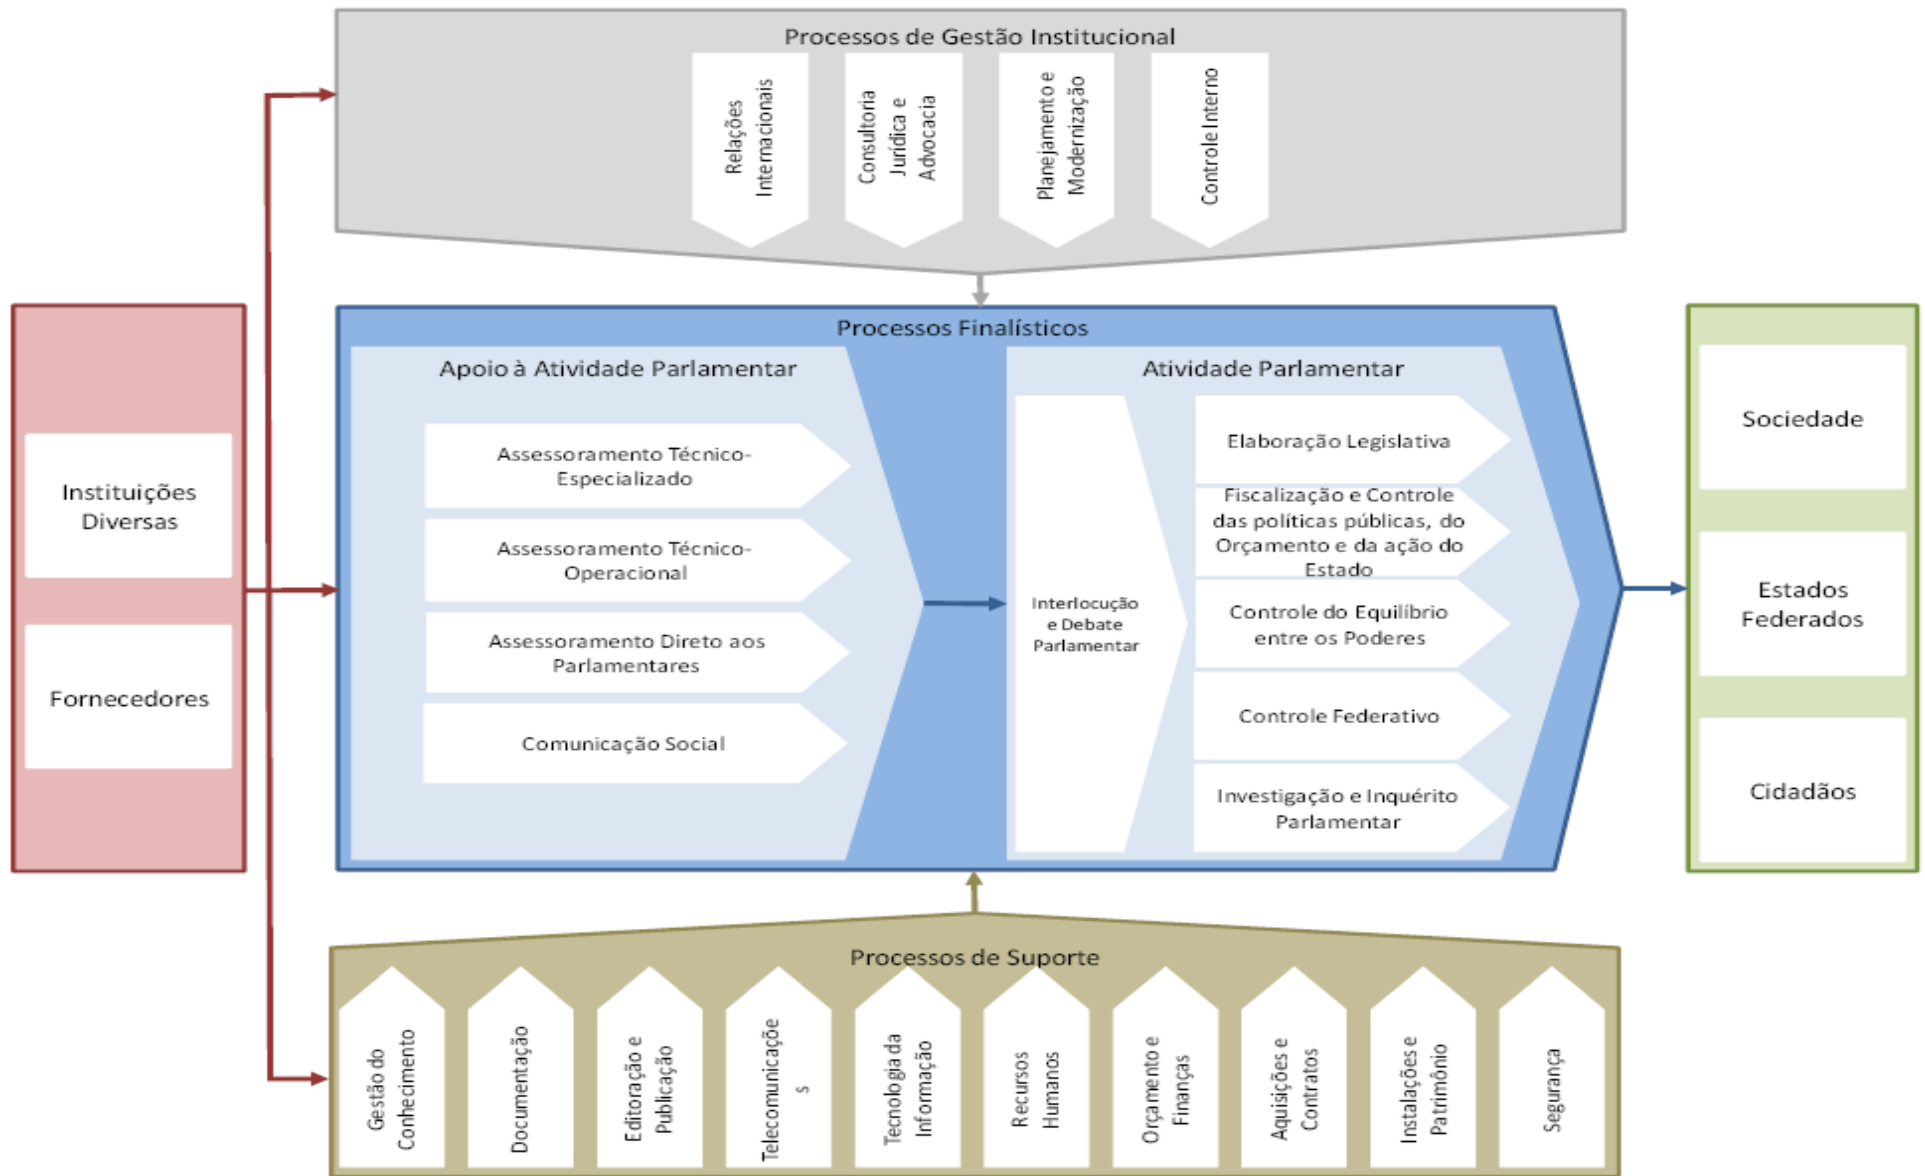 Processos de Gestão Institucional
Relações
Internacionais
Consultoria
Jurídica e
Advocacia
Planejamento e
Modernização
Controle Interno
Instituições
Diversas
Fornecedores
Processos Finalísticos
Apoio à Atividade Parlamentar
Assessoramento Técnico-
Especializado
Assessoramento Técnico-
Operacional
Assessoramento Direto aos
Parlamentares
Comunicação Social
Atividade Parlamentar
Interlocução
e Debate
Parlamentar
Elaboração Legislativa
Fiscalização e Controle
das políticas públicas, do
Orçamento e da ação do
Estado
Controle do Equilíbrio
entre os Poderes
Controle Federativo
Investigação e Inquérito
Parlamentar
Sociedade
Estados
Federados
Cidadãos
Processos de Suporte
Gestão do
Conhecimento
Documentação
Editoração e
Publicação
Telecomunicaçõe
s
Tecnologia da
Informação
Recursos
Humanos
Orçamento e
Finanças
Aquisições e
Contratos
Instalações e
Patrimônio
Segurança